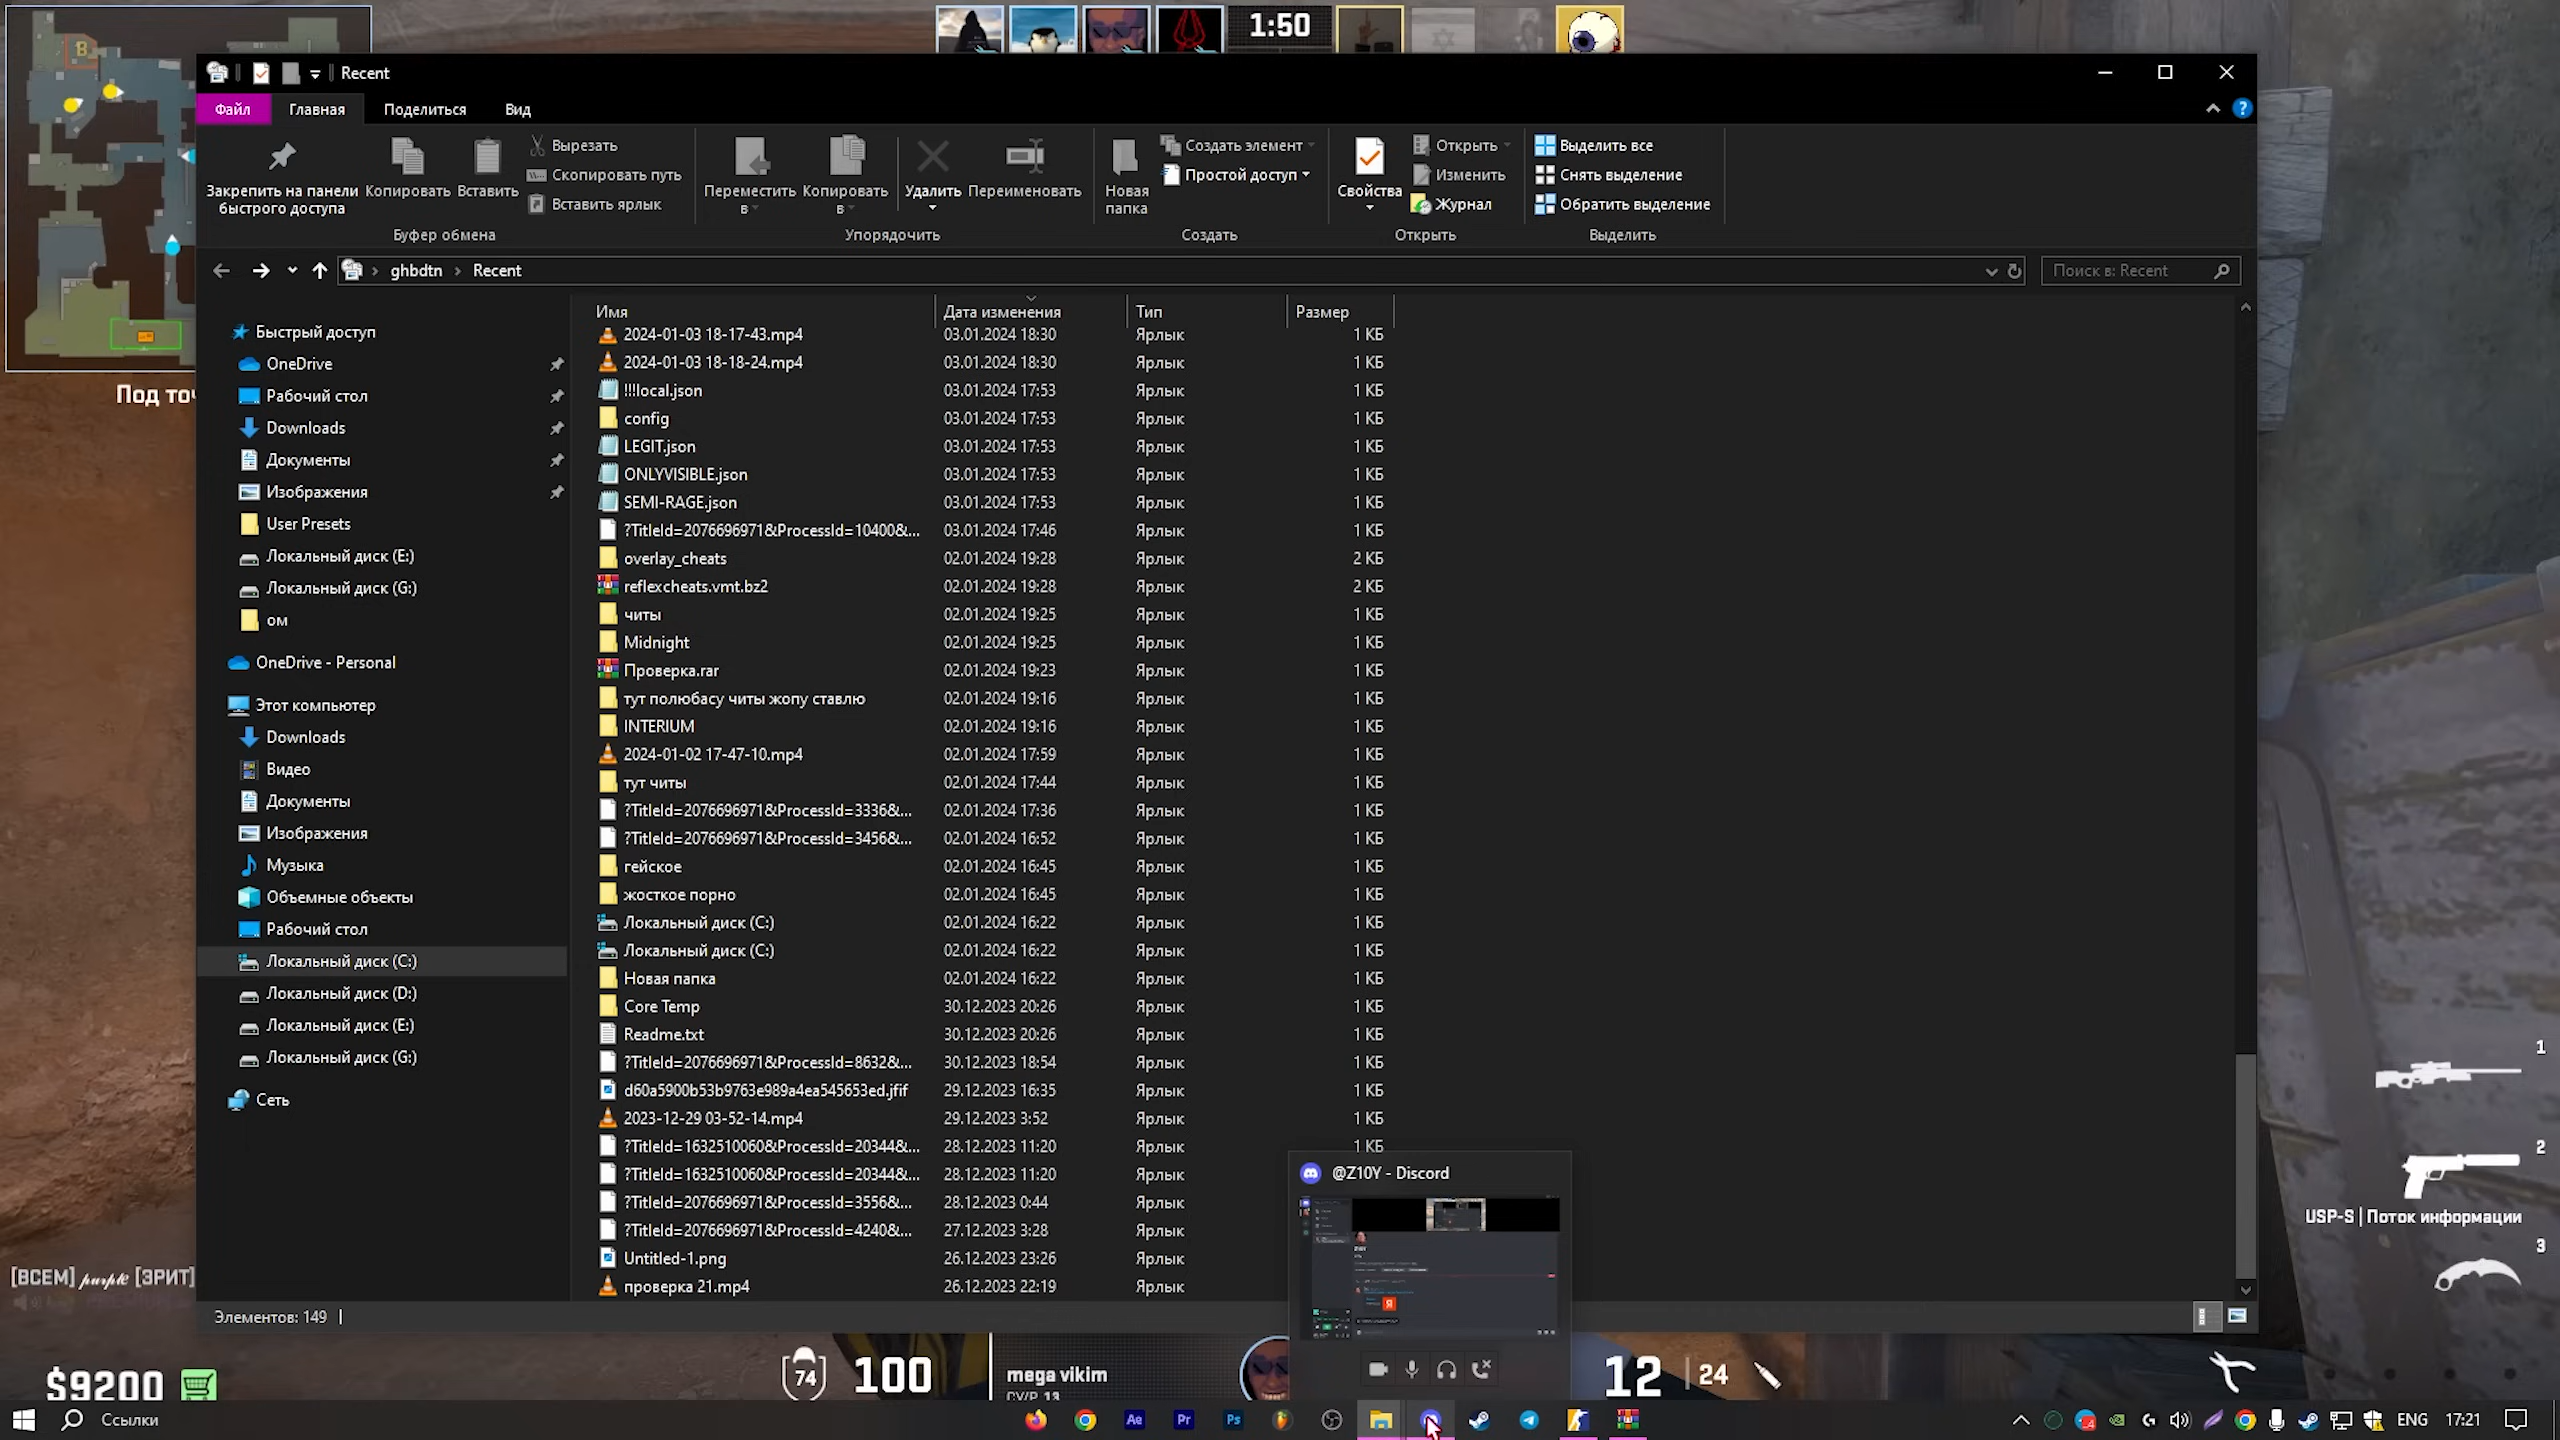 B
1:50
Под точ
Recent
Файл
Главная
Поделиться
Вид
Закрепить на панели быстрого доступа
Копировать
Вставить
Вырезать
Скопировать путь
Вставить ярлык
Буфер обмена
Переместить в
Копировать в
Удалить
Переименовать
Упорядочить
Новая папка
Создать элемент
Простой доступ
Создать
Свойства
Открыть
Изменить
Журнал
Открыть
Выделить все
Снять выделение
Обратить выделение
Выделить
ghbdtn
Recent
Поиск в: Recent
Быстрый доступ
OneDrive
Рабочий стол
Downloads
Документы
Изображения
User Presets
Локальный диск (E:)
Локальный диск (G:)
ом
OneDrive - Personal
Этот компьютер
Downloads
Видео
Документы
Изображения
Музыка
Объемные объекты
Рабочий стол
Локальный диск (C:)
Локальный диск (D:)
Локальный диск (E:)
Локальный диск (G:)
Сеть
Имя Дата изменения Тип Размер
2024-01-03 18-17-43.mp4 03.01.2024 18:30 Ярлык 1 КБ
2024-01-03 18-18-24.mp4 03.01.2024 18:30 Ярлык 1 КБ
!!!local.json 03.01.2024 17:53 Ярлык 1 КБ
config 03.01.2024 17:53 Ярлык 1 КБ
LEGIT.json 03.01.2024 17:53 Ярлык 1 КБ
ONLYVISIBLE.json 03.01.2024 17:53 Ярлык 1 КБ
SEMI-RAGE.json 03.01.2024 17:53 Ярлык 1 КБ
?TitleId=2076696971&ProcessId=10400&... 03.01.2024 17:46 Ярлык 1 КБ
overlay_cheats 02.01.2024 19:28 Ярлык 2 КБ
reflexcheats.vmt.bz2 02.01.2024 19:28 Ярлык 2 КБ
читы 02.01.2024 19:25 Ярлык 1 КБ
Midnight 02.01.2024 19:25 Ярлык 1 КБ
Проверка.rar 02.01.2024 19:23 Ярлык 1 КБ
тут полюбасу читы жопу ставлю 02.01.2024 19:16 Ярлык 1 КБ
INTERIUM 02.01.2024 19:16 Ярлык 1 КБ
2024-01-02 17-47-10.mp4 02.01.2024 17:59 Ярлык 1 КБ
тут читы 02.01.2024 17:44 Ярлык 1 КБ
?TitleId=2076696971&ProcessId=3336&... 02.01.2024 17:36 Ярлык 1 КБ
?TitleId=2076696971&ProcessId=3456&... 02.01.2024 16:52 Ярлык 1 КБ
гейское 02.01.2024 16:45 Ярлык 1 КБ
жосткое порно 02.01.2024 16:45 Ярлык 1 КБ
Локальный диск (C:) 02.01.2024 16:22 Ярлык 1 КБ
Локальный диск (C:) 02.01.2024 16:22 Ярлык 1 КБ
Новая папка 02.01.2024 16:22 Ярлык 1 КБ
Core Temp 30.12.2023 20:26 Ярлык 1 КБ
Readme.txt 30.12.2023 20:26 Ярлык 1 КБ
?TitleId=2076696971&ProcessId=8632&... 30.12.2023 18:54 Ярлык 1 КБ
d60a5900b53b9763e989a4ea545653ed.jfif 29.12.2023 16:35 Ярлык 1 КБ
2023-12-29 03-52-14.mp4 29.12.2023 3:52 Ярлык 1 КБ
?TitleId=1632510060&ProcessId=20344&... 28.12.2023 11:20 Ярлык 1 КБ
?TitleId=1632510060&ProcessId=20344&... 28.12.2023 11:20 Ярлык
?TitleId=2076696971&ProcessId=3556&... 28.12.2023 0:44 Ярлык
?TitleId=2076696971&ProcessId=4240&... 27.12.2023 3:28 Ярлык
Untitled-1.png 26.12.2023 23:26 Ярлык
проверка 21.mp4 26.12.2023 22:19 Ярлык
@Z10Y - Discord
Элементов: 149
1
2
USP-S | Поток информации
3
[ВСЕМ] purple [ЗРИТ]
$9200
74 100
mega vikim
12 | 24
Ссылки
Ae Pr Ps
ENG 17:21